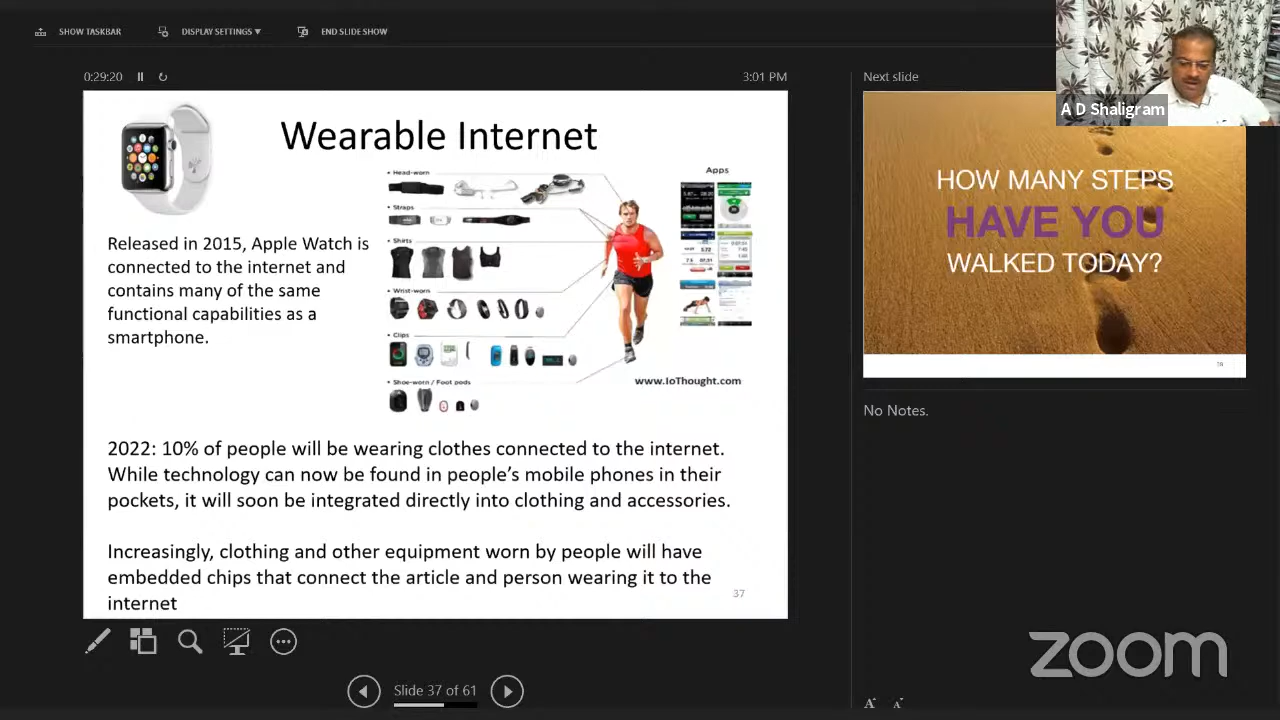 SHOW TASKBAR
DISPLAY SETTINGS ▼
END SLIDE SHOW
0:29:20
3:01 PM
Wearable Internet
Released in 2015, Apple Watch is
connected to the internet and
contains many of the same
functional capabilities as a
smartphone.
• Head-worn
• Straps
• Shirts
• Wrist-worn
• Clips
• Shoe-worn / Foot pods
Apps
www.IoThought.com
2022: 10% of people will be wearing clothes connected to the internet.
While technology can now be found in people’s mobile phones in their
pockets, it will soon be integrated directly into clothing and accessories.
Increasingly, clothing and other equipment worn by people will have
embedded chips that connect the article and person wearing it to the
internet
37
Slide 37 of 61
Next slide
A D Shaligram
HOW MANY STEPS
HAVE YOU
WALKED TODAY?
No Notes.
zoom
A A